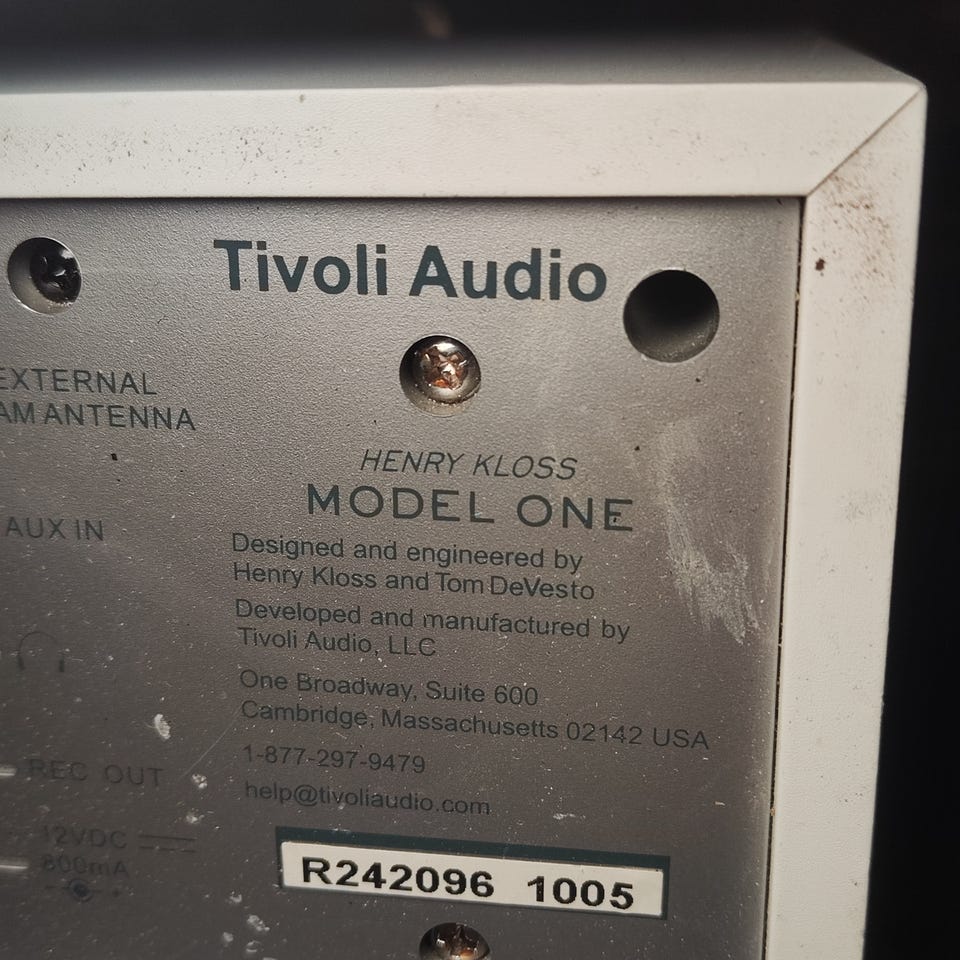 Tivoli Audio
EXTERNAL
AM ANTENNA
HENRY KLOSS
MODEL ONE
AUX IN
Designed and engineered by
Henry Kloss and Tom DeVesto
Developed and manufactured by
Tivoli Audio, LLC
One Broadway, Suite 600
Cambridge, Massachusetts 02142 USA
1-877-297-9479
help@tivoliaudio.com
REC OUT
12VDC
800mA
R242096 1005